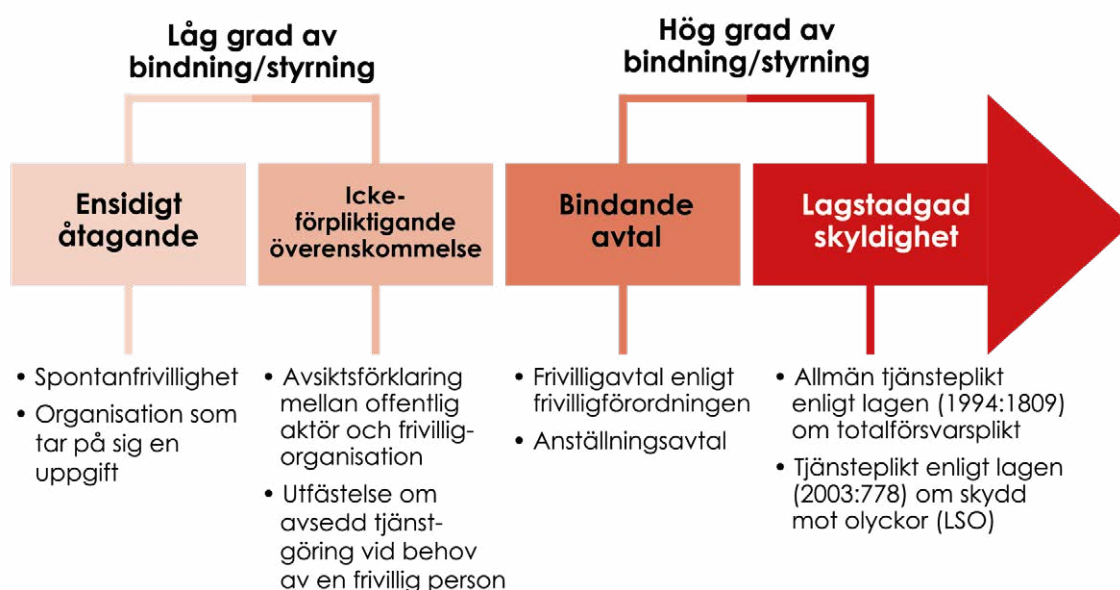 Låg grad av
bindning/styrning
Hög grad av
bindning/styrning
Ensidigt
åtagande
Icke-
förpliktigande
överenskommelse
Bindande
avtal
Lagstadgad
skyldighet
• Spontanfrivillighet
• Organisation som
tar på sig en
uppgift
• Avsiktsförklaring
mellan offentlig
aktör och frivillig-
organisation
• Utfästelse om
avsedd tjänst-
göring vid behov
av en frivillig person
• Frivilligavtal enligt
frivilligförordningen
• Anställningsavtal
• Allmän tjänsteplikt
enligt lagen (1994:1809)
om totalförsvarsplikt
• Tjänsteplikt enligt lagen
(2003:778) om skydd
mot olyckor (LSO)